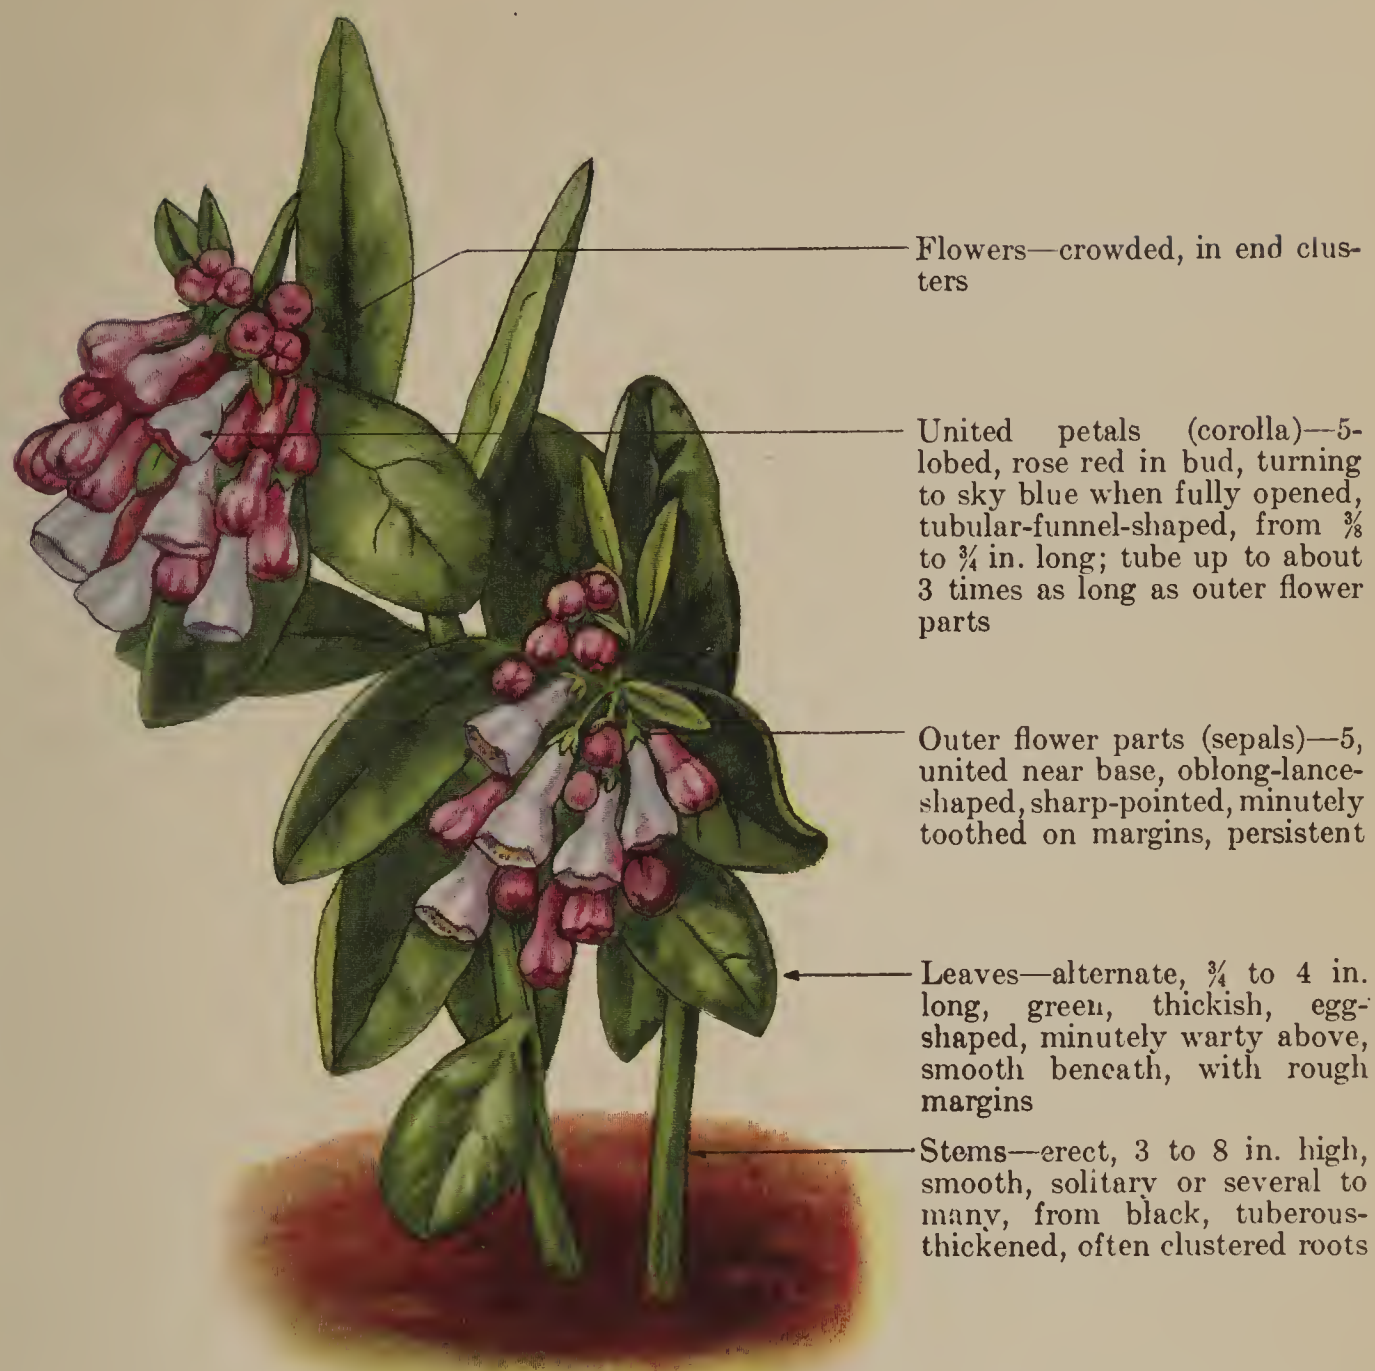 Flowers—crowded, in end clus-
ters
United petals (corolla)—5-
lobed, rose red in bud, turning
to sky blue when fully opened,
tubular-funnel-shaped, from ⅜
to ¾ in. long; tube up to about
3 times as long as outer flower
parts
Outer flower parts (sepals)—5,
united near base, oblong-lance-
shaped, sharp-pointed, minutely
toothed on margins, persistent
Leaves—alternate, ¾ to 4 in.
long, green, thickish, egg-
shaped, minutely warty above,
smooth beneath, with rough
margins
Stems—erect, 3 to 8 in. high,
smooth, solitary or several to
many, from black, tuberous-
thickened, often clustered roots